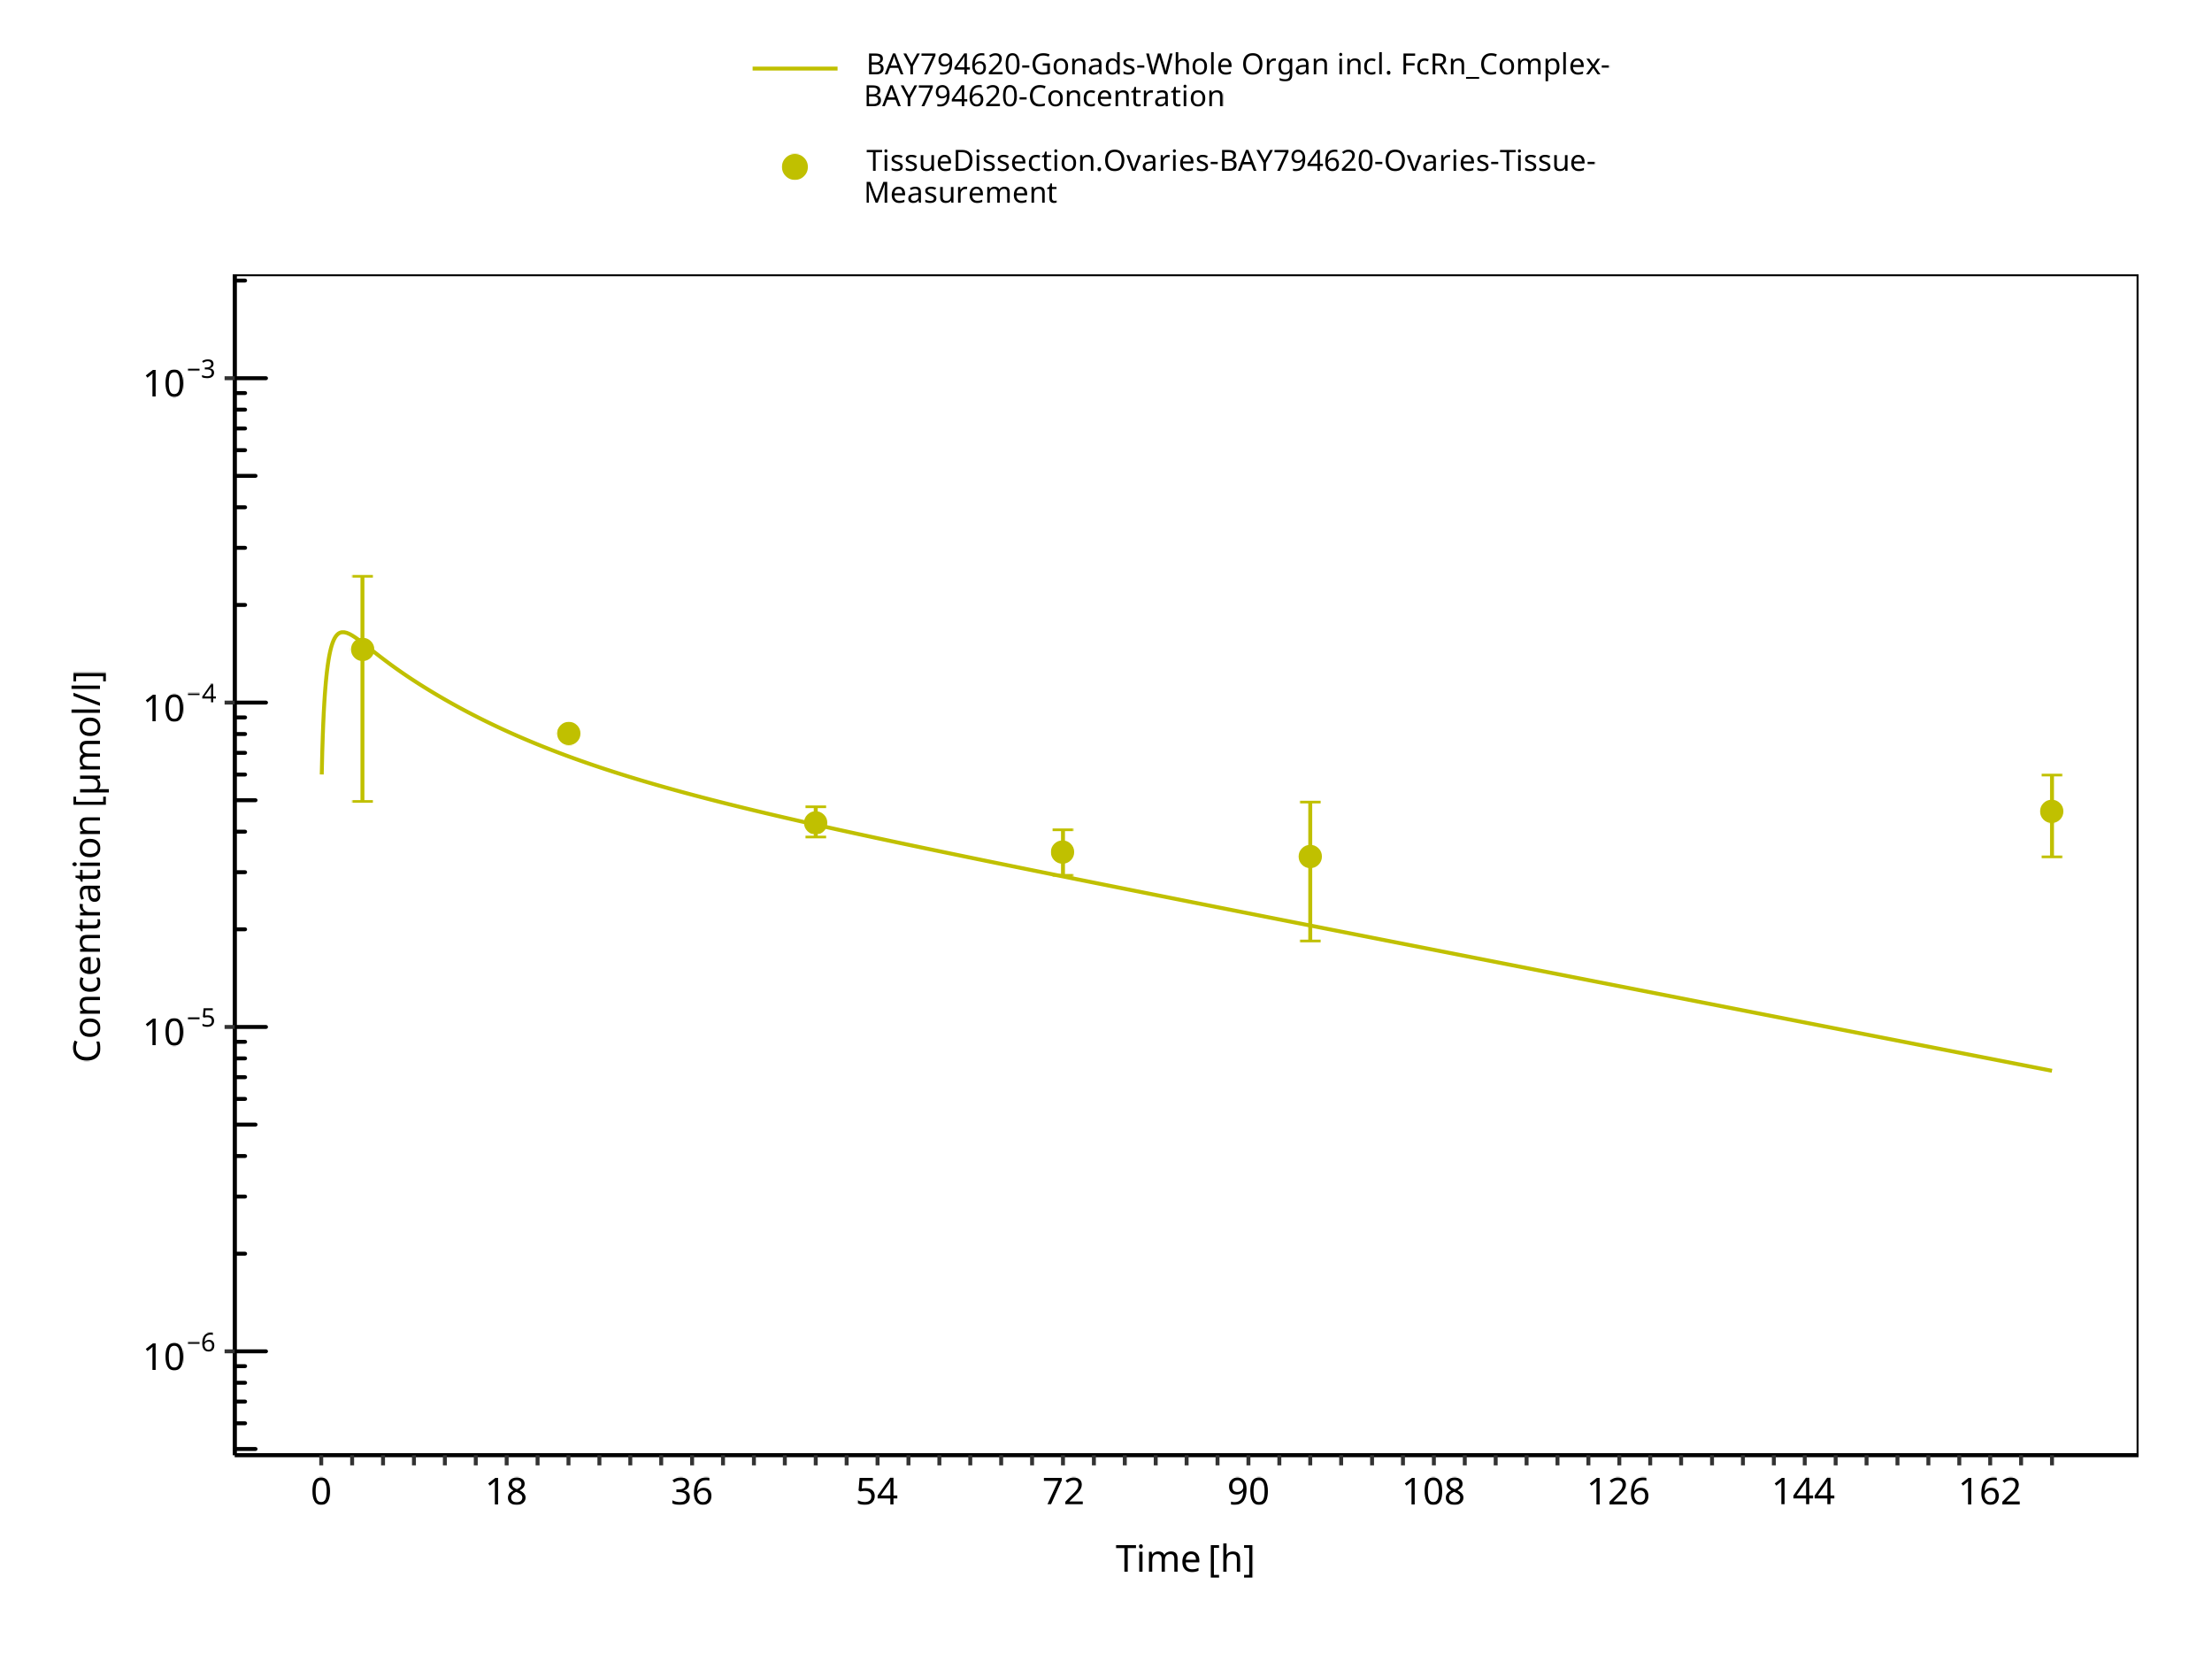 BAY794620-Gonads-Whole Organ incl. FcRn_Complex-
BAY794620-Concentration
TissueDissection.Ovaries-BAY794620-Ovaries-Tissue-
Measurement
10⁻³
10⁻⁴
10⁻⁵
10⁻⁶
Concentration [µmol/l]
0 18 36 54 72 90 108 126 144 162
Time [h]